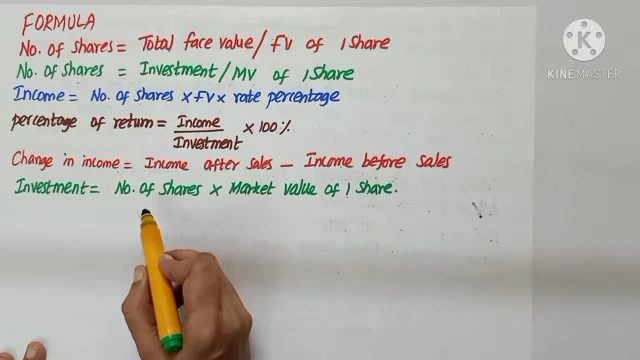 FORMULA
No. of shares = Total face value / FV of 1 share
No. of shares = Investment / MV of 1 share
Income = No. of shares × FV × rate percentage
percentage of return = Income / Investment × 100%
Change in income = Income after sales - Income before sales
Investment = No. of shares × Market value of 1 share.
KINEMASTER